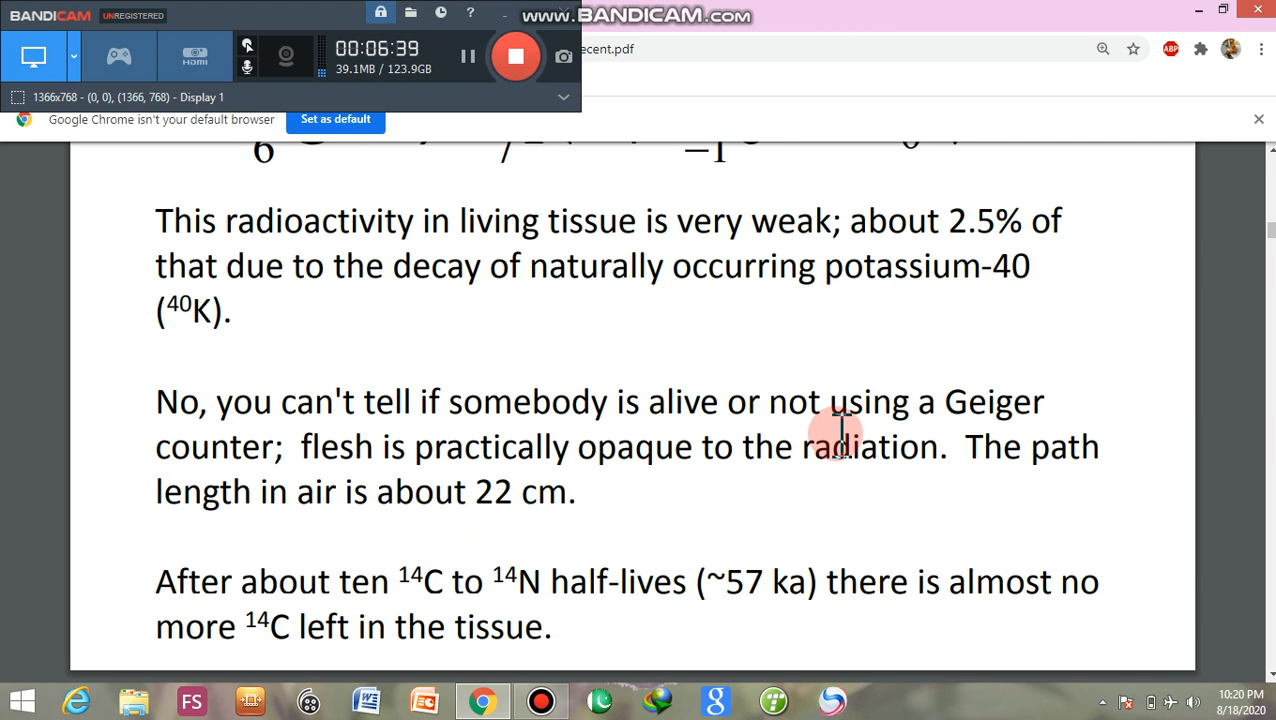 BANDICAM UNREGISTERED
www.BANDICAM.com
00:06:39
39.1MB / 123.9GB
HDMI
ecent.pdf
ABP
1366x768 - (0, 0), (1366, 768) - Display 1
Google Chrome isn't your default browser Set as default
This radioactivity in living tissue is very weak; about 2.5% of
that due to the decay of naturally occurring potassium-40
(⁴⁰K).
No, you can't tell if somebody is alive or not using a Geiger
counter; flesh is practically opaque to the radiation. The path
length in air is about 22 cm.
After about ten ¹⁴C to ¹⁴N half-lives (~57 ka) there is almost no
more ¹⁴C left in the tissue.
FS
10:20 PM
8/18/2020